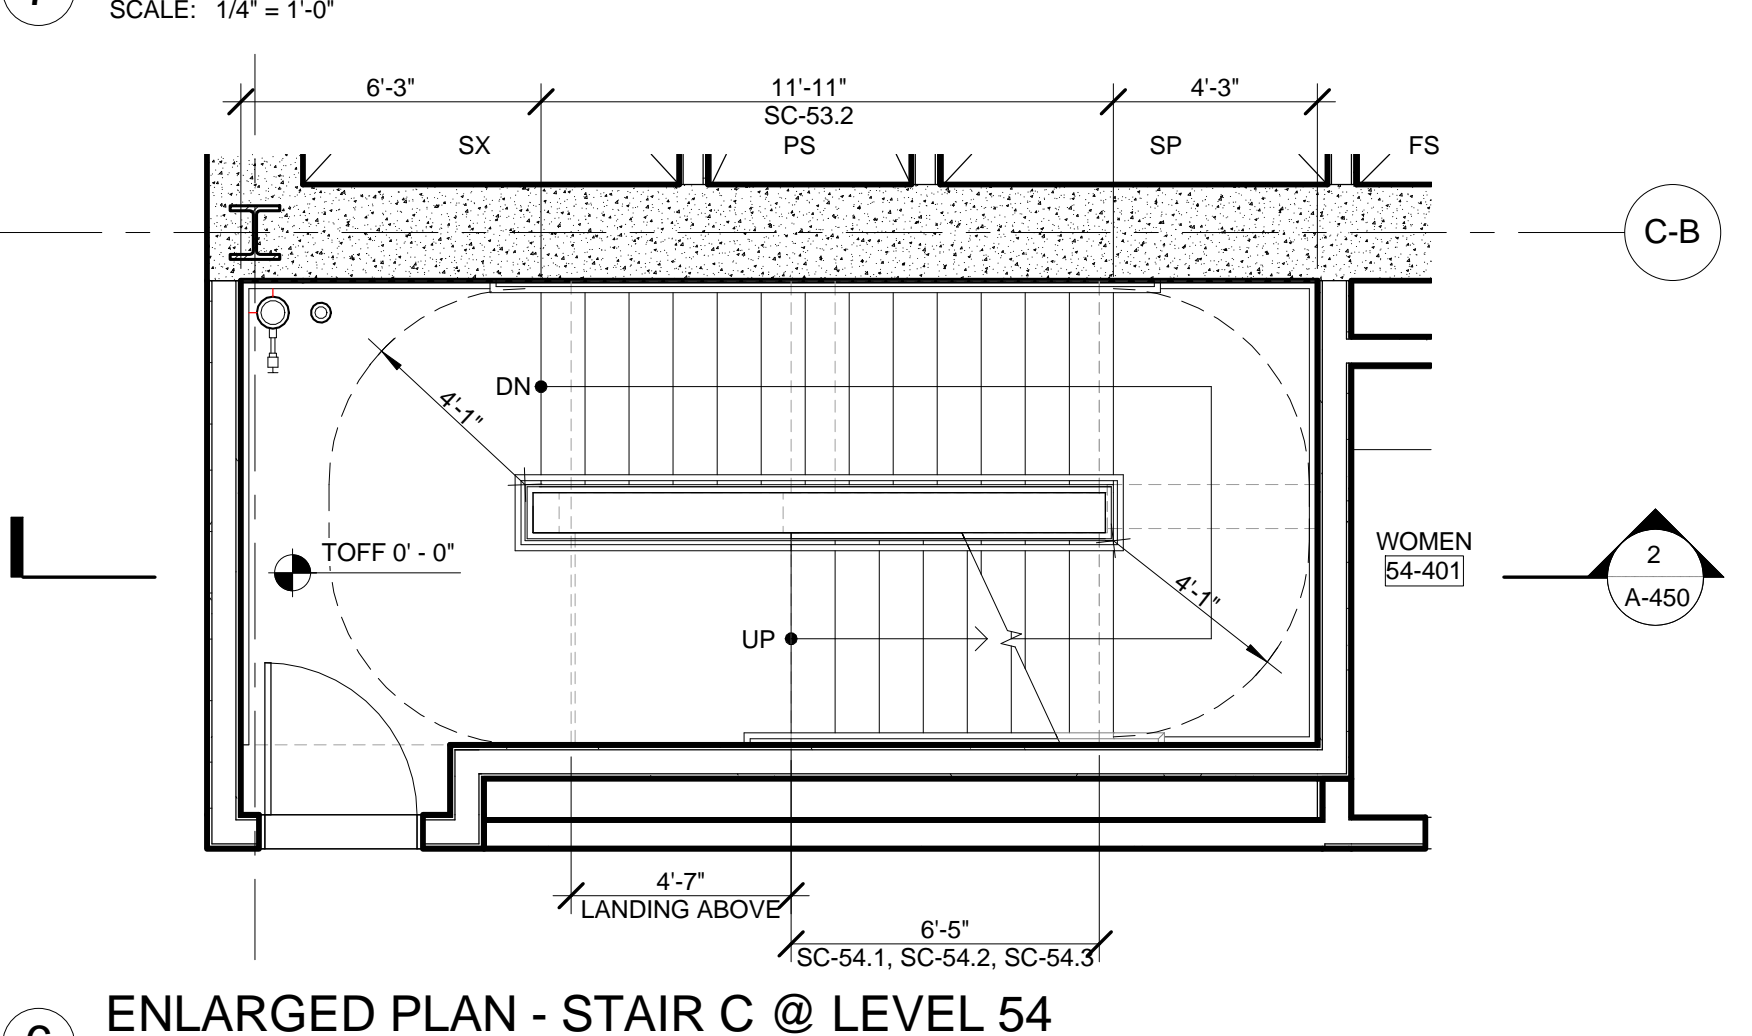 SCALE: 1/4" = 1'-0"
6'-3"
11'-11"
4'-3"
SC-53.2
SX
PS
SP
FS
C-B
DN
4'-1"
TOFF 0' - 0"
WOMEN
54-401
2
A-450
4'-1"
UP
4'-7"
LANDING ABOVE
6'-5"
SC-54.1, SC-54.2, SC-54.3
ENLARGED PLAN - STAIR C @ LEVEL 54